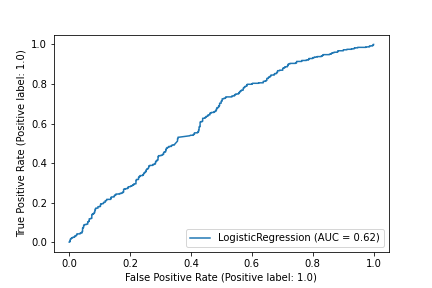 True Positive Rate (Positive label: 1.0)
1.0
0.8
0.6
0.4
0.2
0.0
LogisticRegression (AUC = 0.62)
0.0 0.2 0.4 0.6 0.8 1.0
False Positive Rate (Positive label: 1.0)